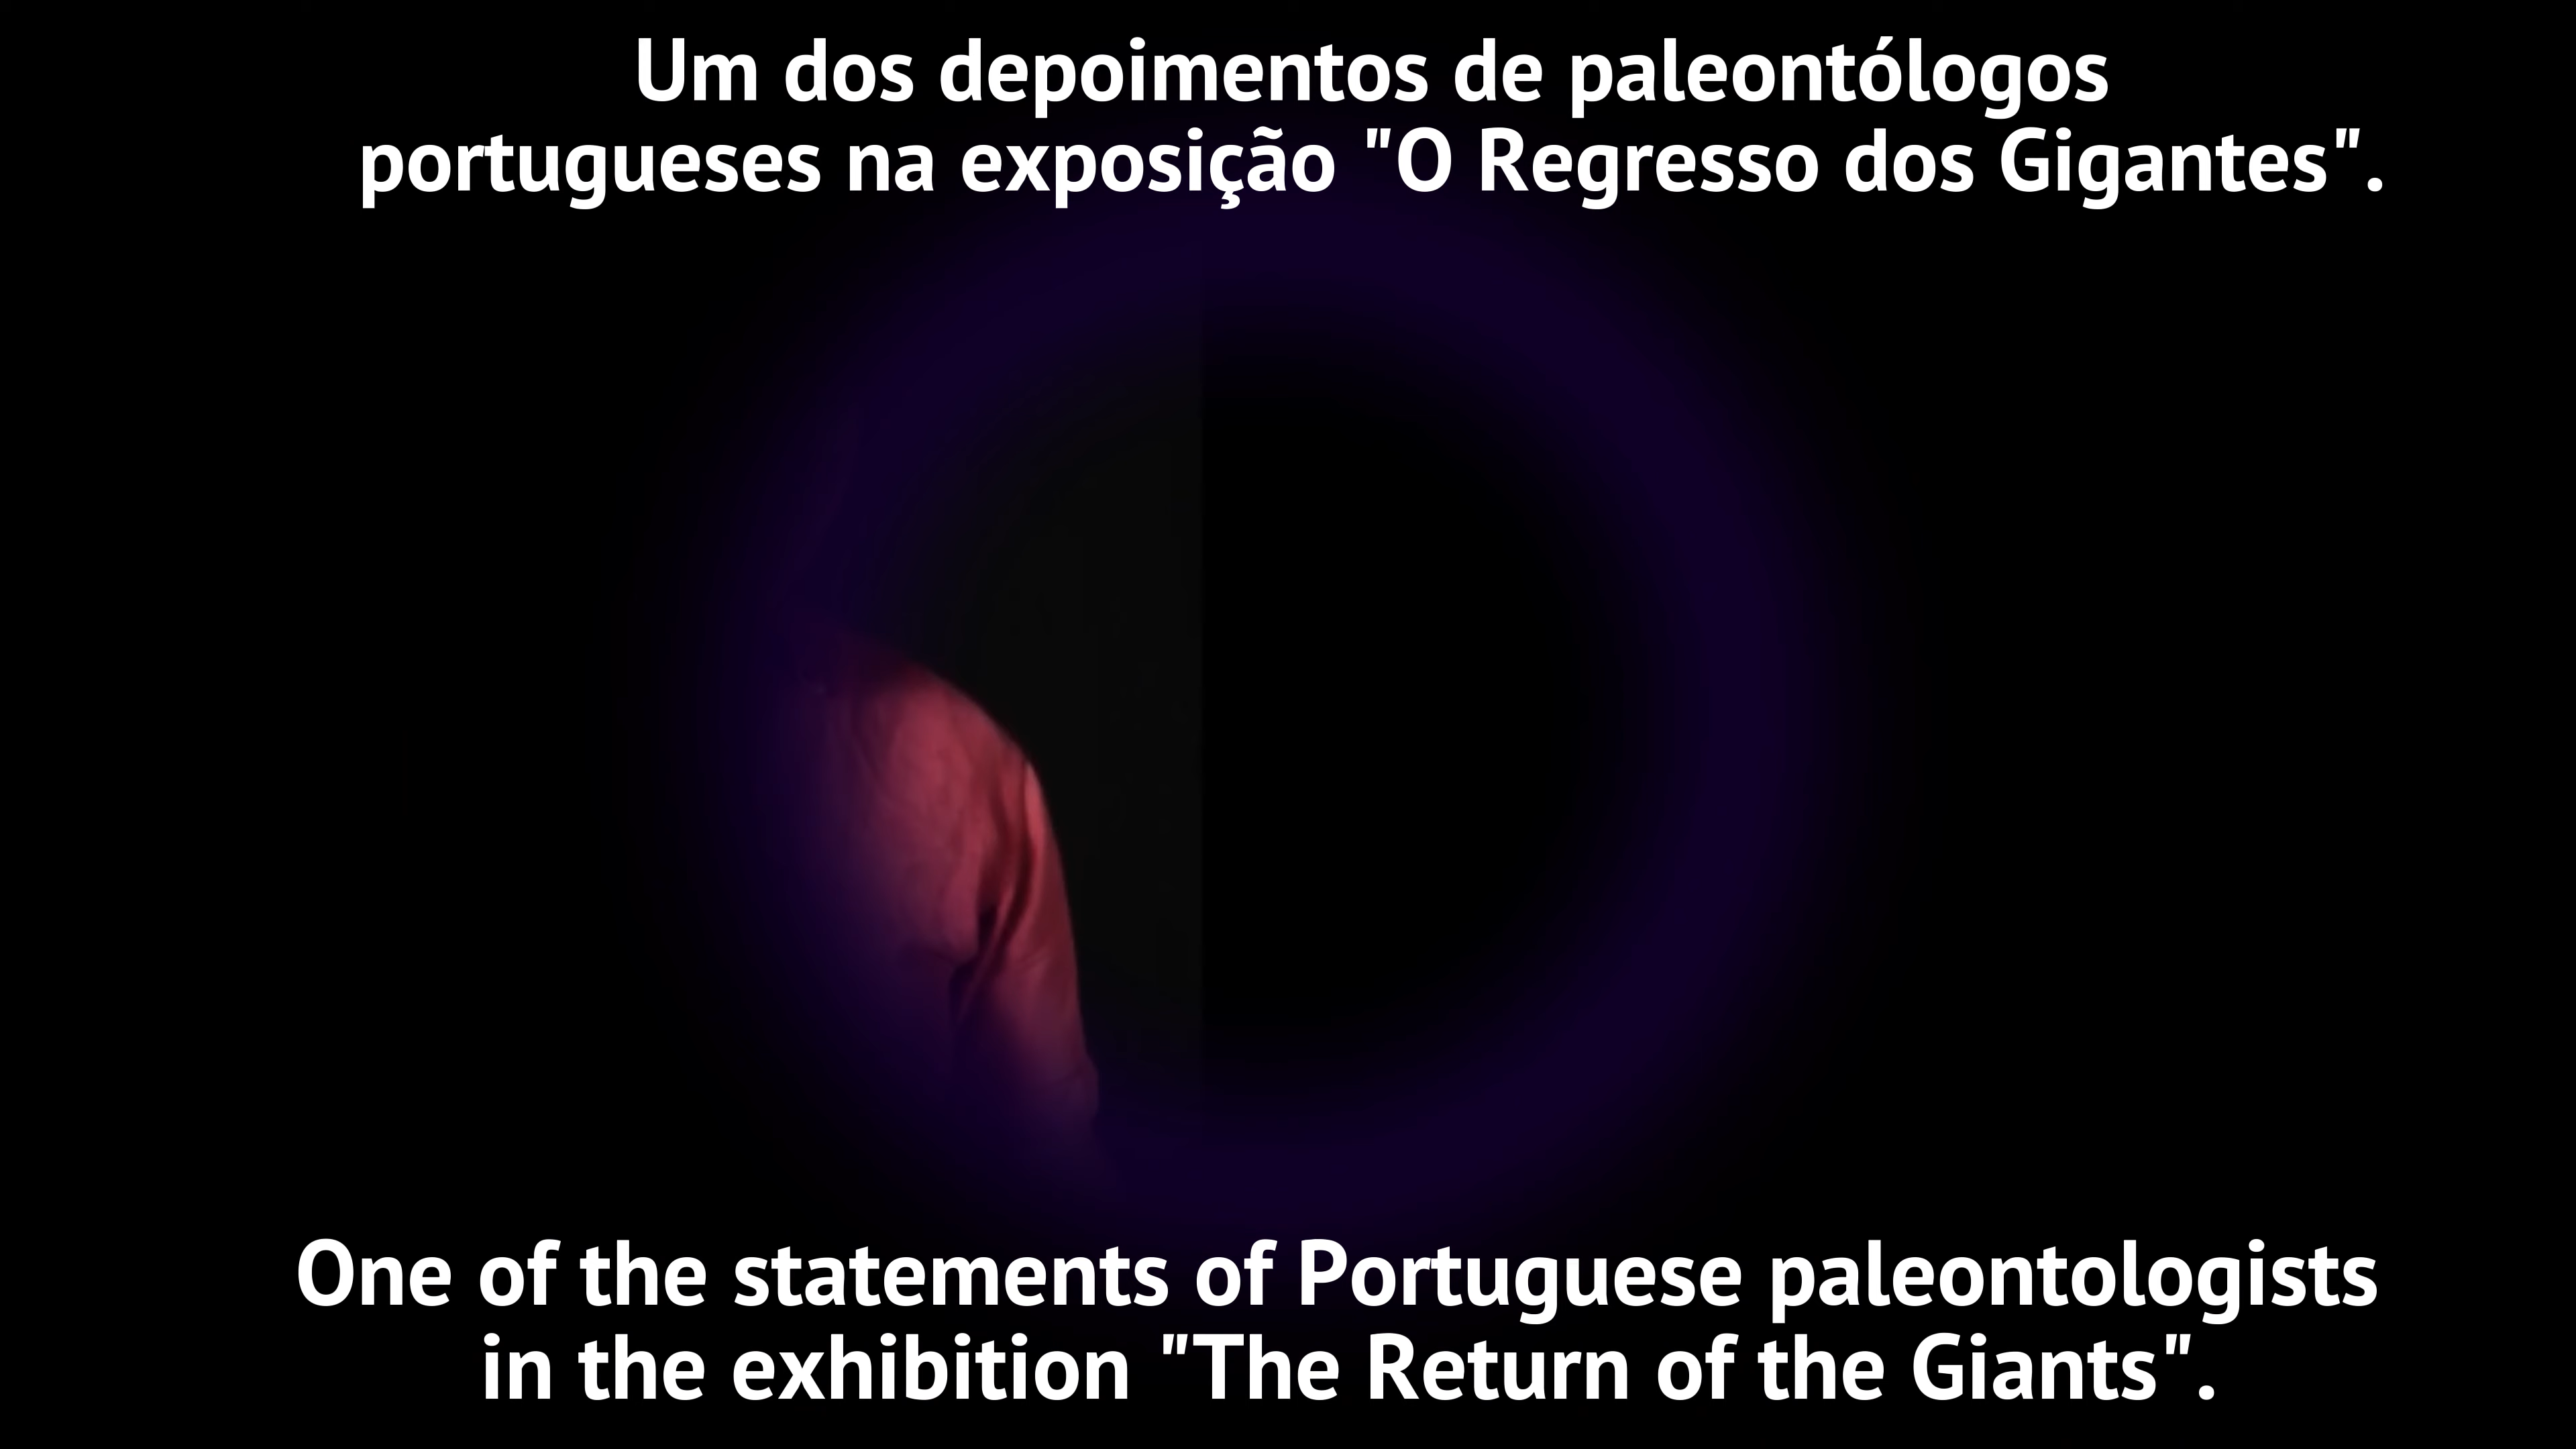 Um dos depoimentos de paleontólogos
portugueses na exposição "O Regresso dos Gigantes".
One of the statements of Portuguese paleontologists
in the exhibition "The Return of the Giants".